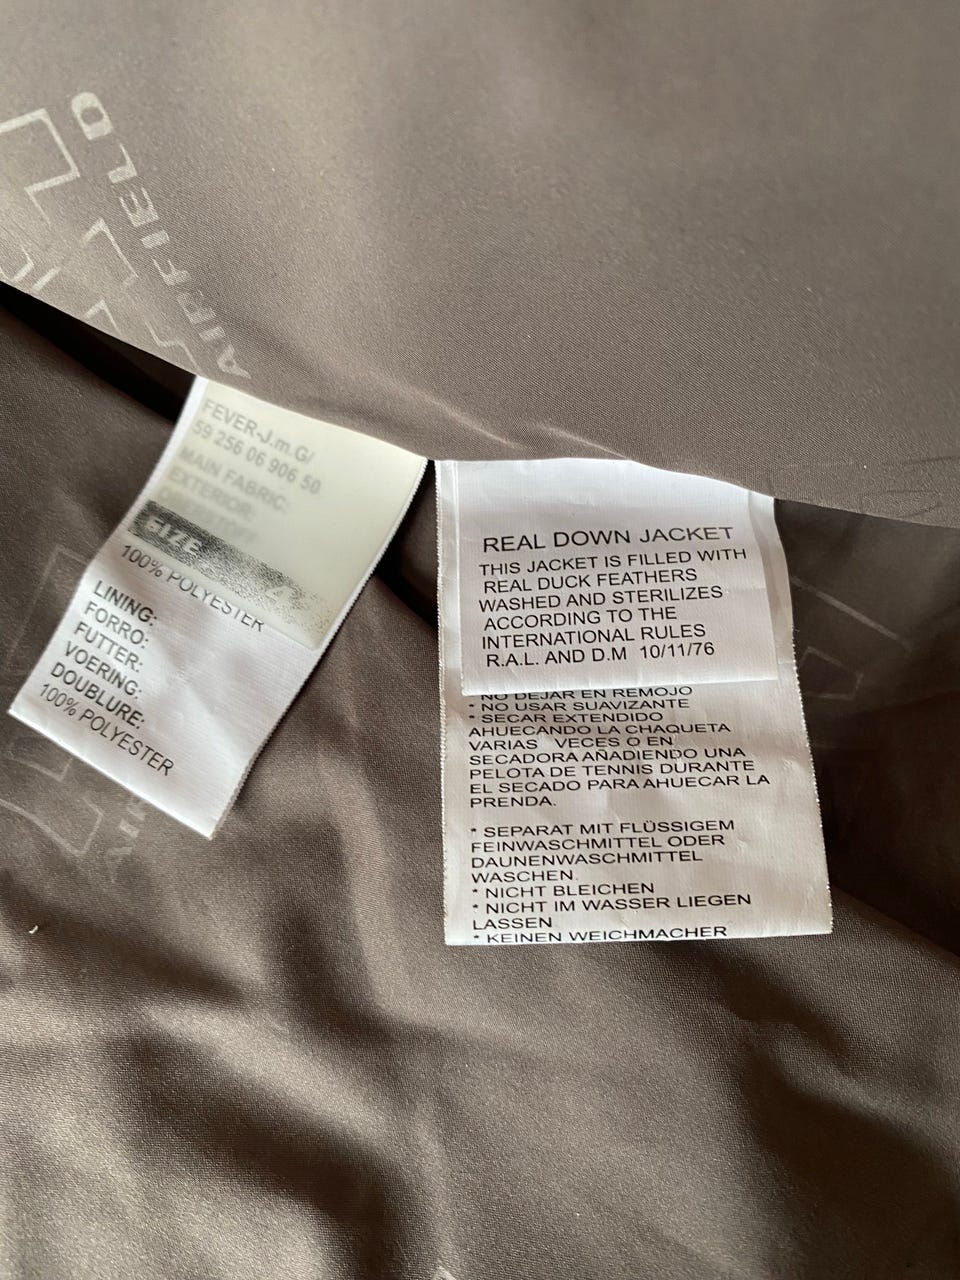 AIRFIELD
FEVER-J.m.G/
59 256 06 906 50
MAIN FABRIC:
EXTERIOR:
SIZE
100% POLYESTER
LINING:
FORRO:
FUTTER:
VOERING:
DOUBLURE:
100% POLYESTER
REAL DOWN JACKET
THIS JACKET IS FILLED WITH
REAL DUCK FEATHERS
WASHED AND STERILIZES
ACCORDING TO THE
INTERNATIONAL RULES
R.A.L. AND D.M 10/11/76
* NO DEJAR EN REMOJO
* NO USAR SUAVIZANTE
* SECAR EXTENDIDO
AHUECANDO LA CHAQUETA
VARIAS VECES O EN
SECADORA AÑADIENDO UNA
PELOTA DE TENNIS DURANTE
EL SECADO PARA AHUECAR LA
PRENDA.
* SEPARAT MIT FLÜSSIGEM
FEINWASCHMITTEL ODER
DAUNENWASCHMITTEL
WASCHEN.
* NICHT BLEICHEN
* NICHT IM WASSER LIEGEN
LASSEN
* KEINEN WEICHMACHER